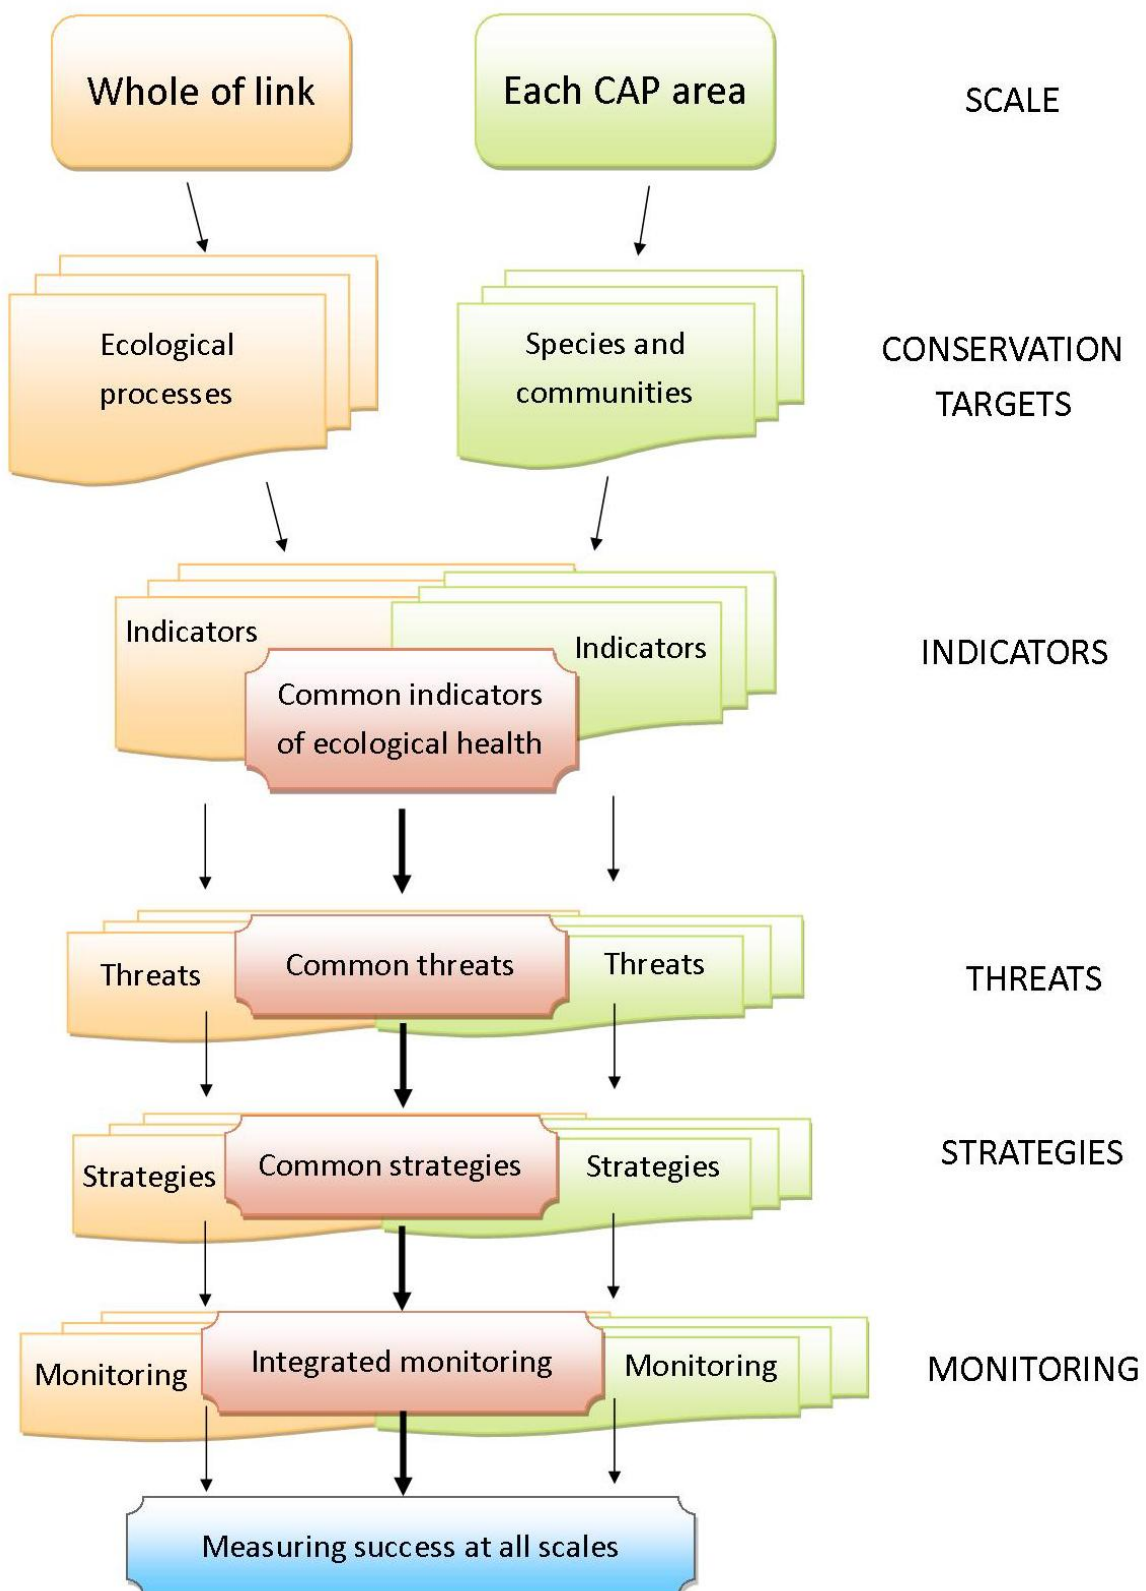 Whole of link
Each CAP area
SCALE
Ecological
processes
Species and
communities
CONSERVATION
TARGETS
Indicators
Indicators
Common indicators
of ecological health
INDICATORS
Threats
Common threats
Threats
THREATS
Strategies
Common strategies
Strategies
STRATEGIES
Monitoring
Integrated monitoring
Monitoring
MONITORING
Measuring success at all scales